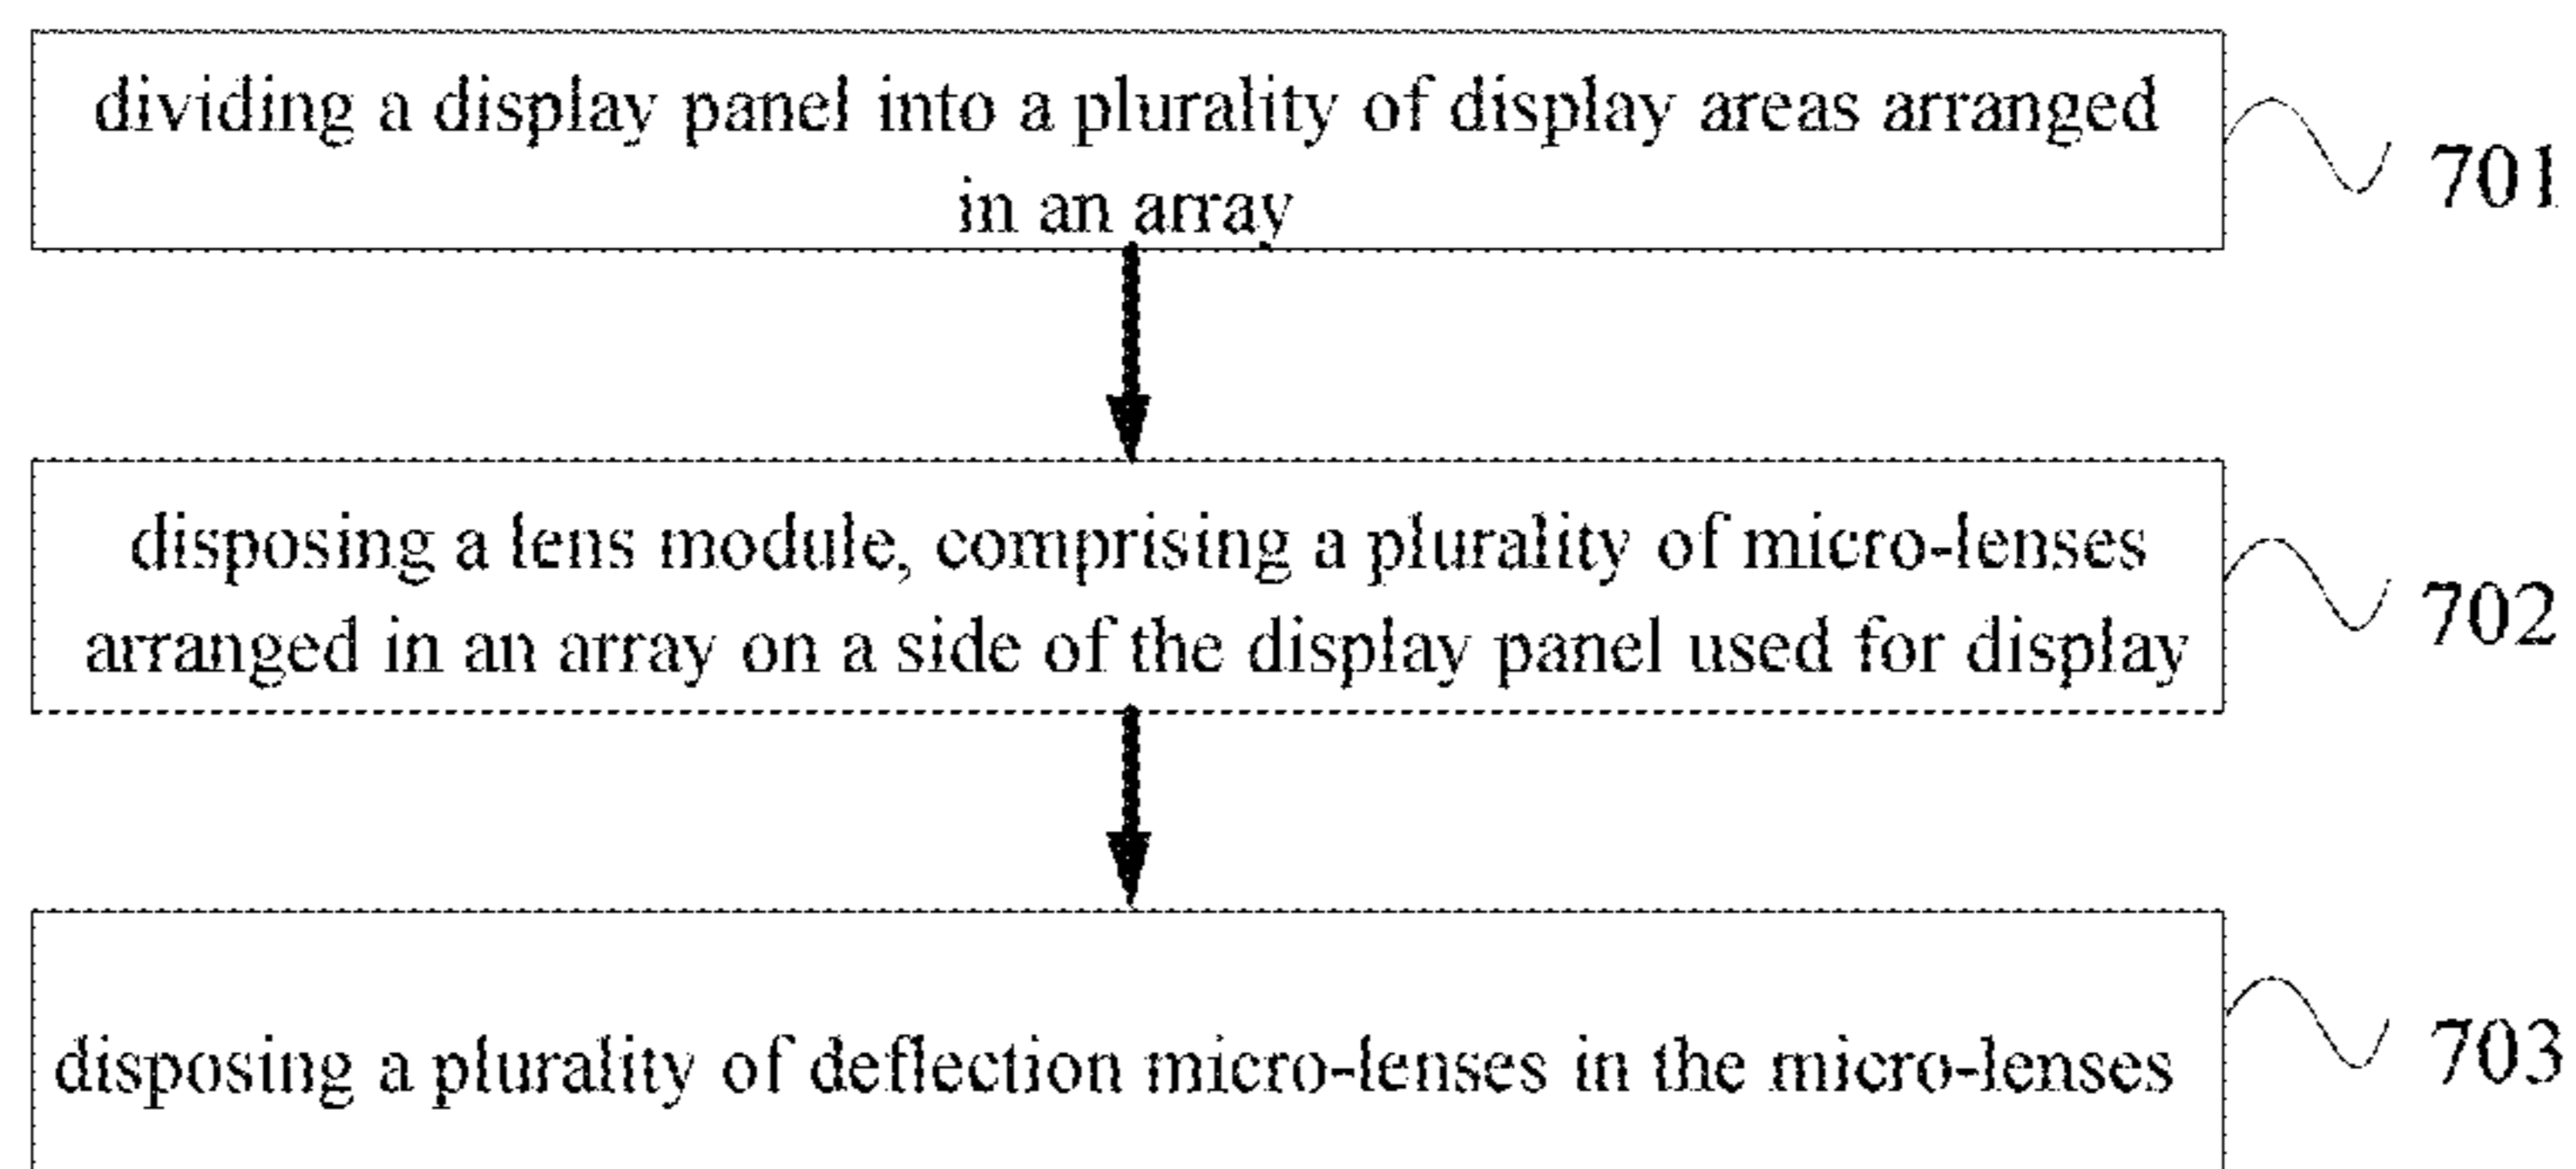 dividing a display panel into a plurality of display areas arranged
in an array
701
disposing a lens module, comprising a plurality of micro-lenses
arranged in an array on a side of the display panel used for display
702
disposing a plurality of deflection micro-lenses in the micro-lenses
703